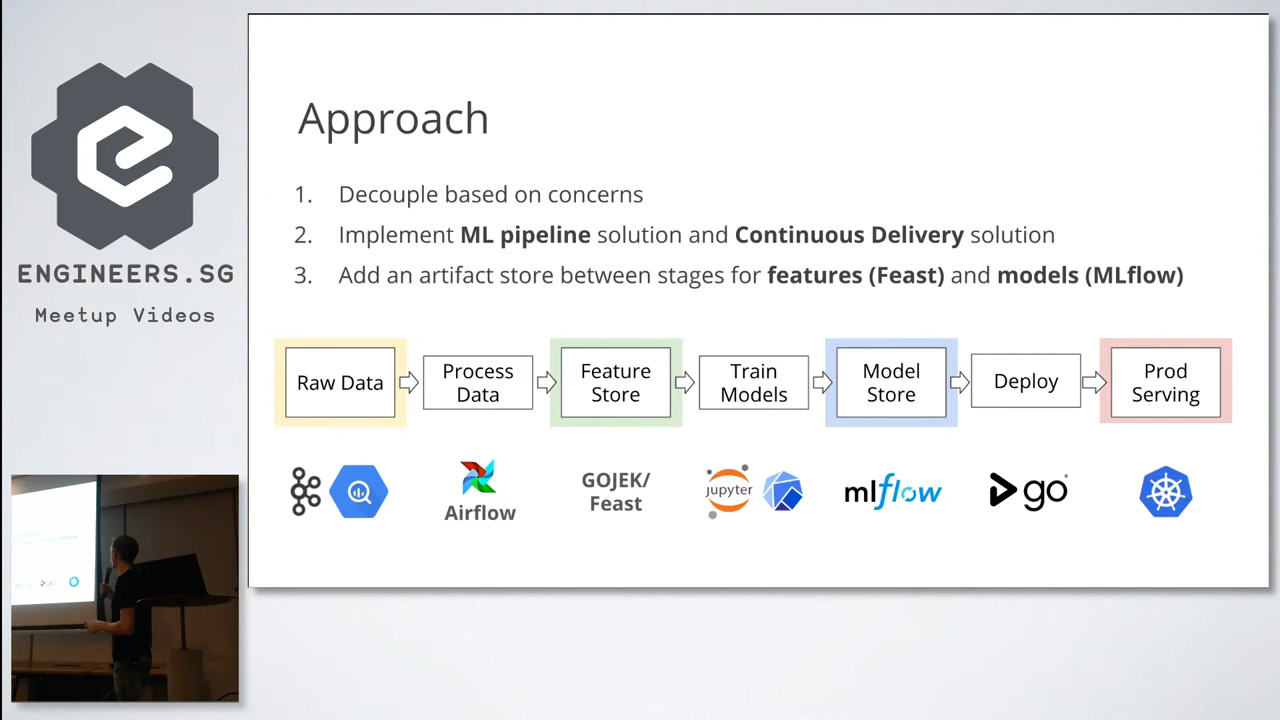 ENGINEERS.SG
Meetup Videos
Approach
1. Decouple based on concerns
2. Implement ML pipeline solution and Continuous Delivery solution
3. Add an artifact store between stages for features (Feast) and models (MLflow)
Raw Data
Process
Data
Feature
Store
Train
Models
Model
Store
Deploy
Prod
Serving
Airflow
GOJEK/
Feast
jupyter
mlflow
go